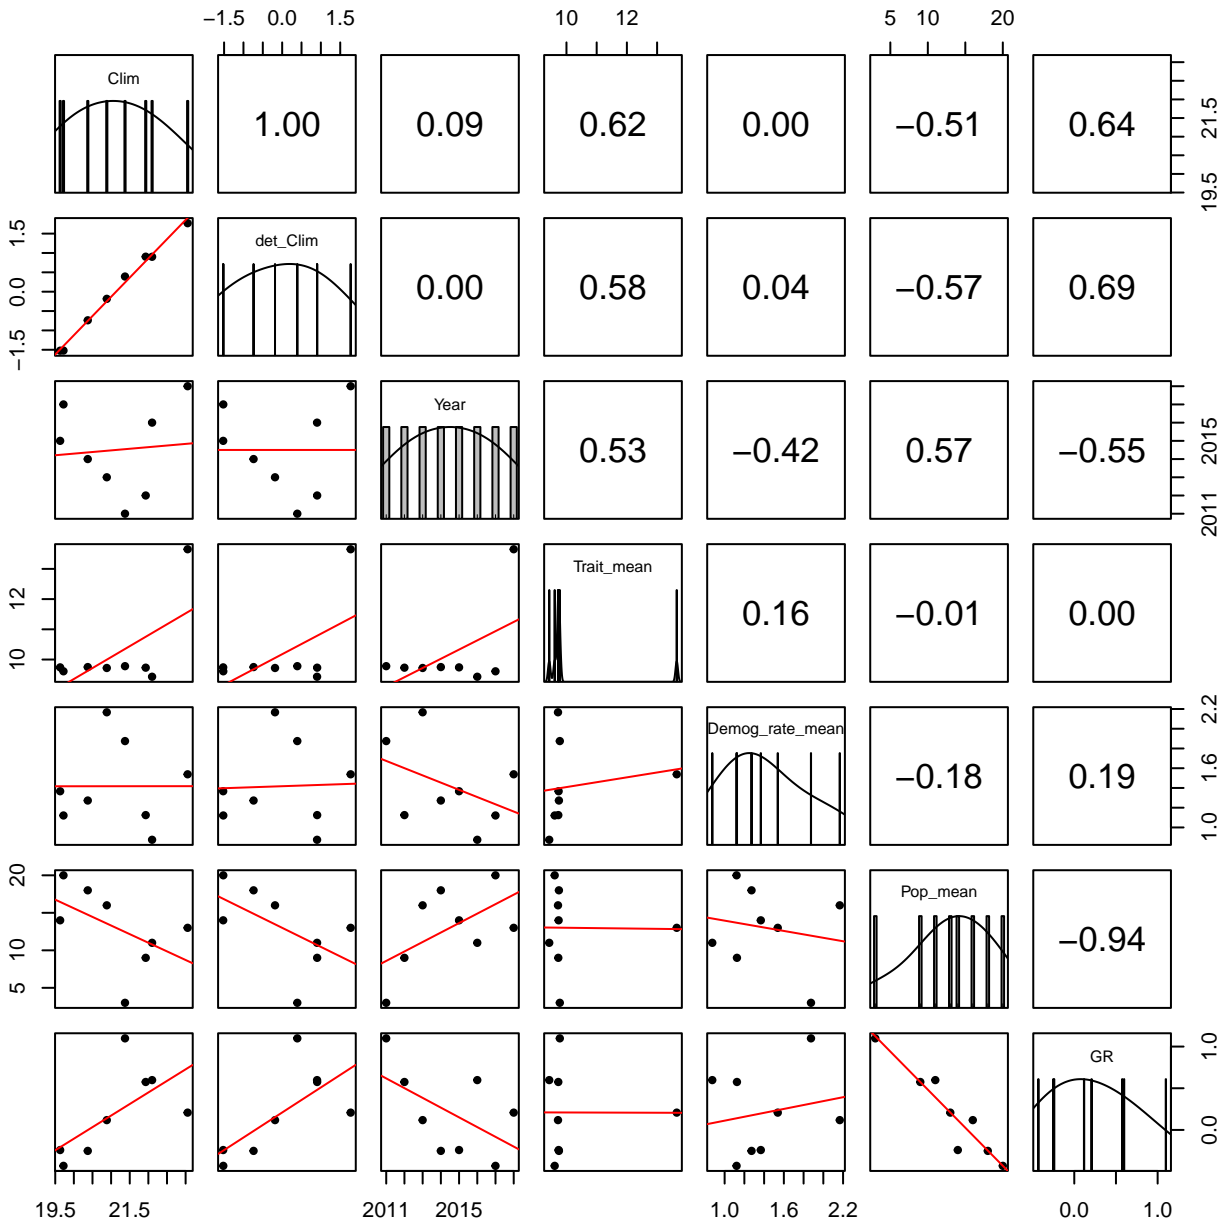 −1.5 0.0 1.5 10 12 5 10 20
Clim 1.00 0.09 0.62 0.00 −0.51 0.64 19.5 21.5
−1.5 0.0 1.5 det_Clim 0.00 0.58 0.04 −0.57 0.69
Year 0.53 −0.42 0.57 −0.55 2011 2015
10 12 Trait_mean 0.16 −0.01 0.00
Demog_rate_mean −0.18 0.19 1.0 1.6 2.2
5 10 20 Pop_mean −0.94
GR 0.0 1.0
19.5 21.5 2011 2015 1.0 1.6 2.2 0.0 1.0